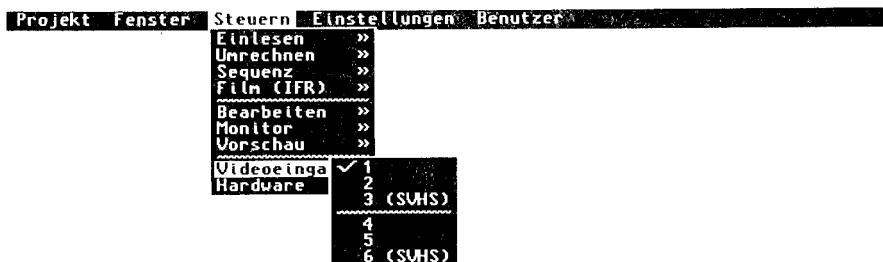 Projekt Fenster Steuern Einstellungen Benutzer
Einlesen »
Umrechnen »
Sequenz »
Film (IFR) »
Bearbeiten »
Monitor »
Vorschau »
Videoeinga ✓ 1
Hardware 2
3 (SVHS)
4
5
6 (SVHS)